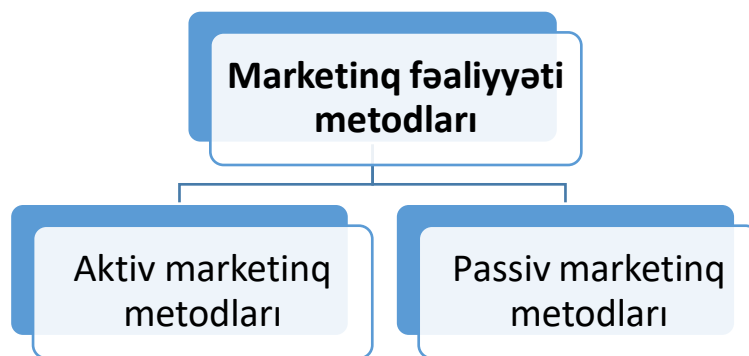 Marketinq fəaliyyəti
metodları
Aktiv marketinq
metodları
Passiv marketinq
metodları